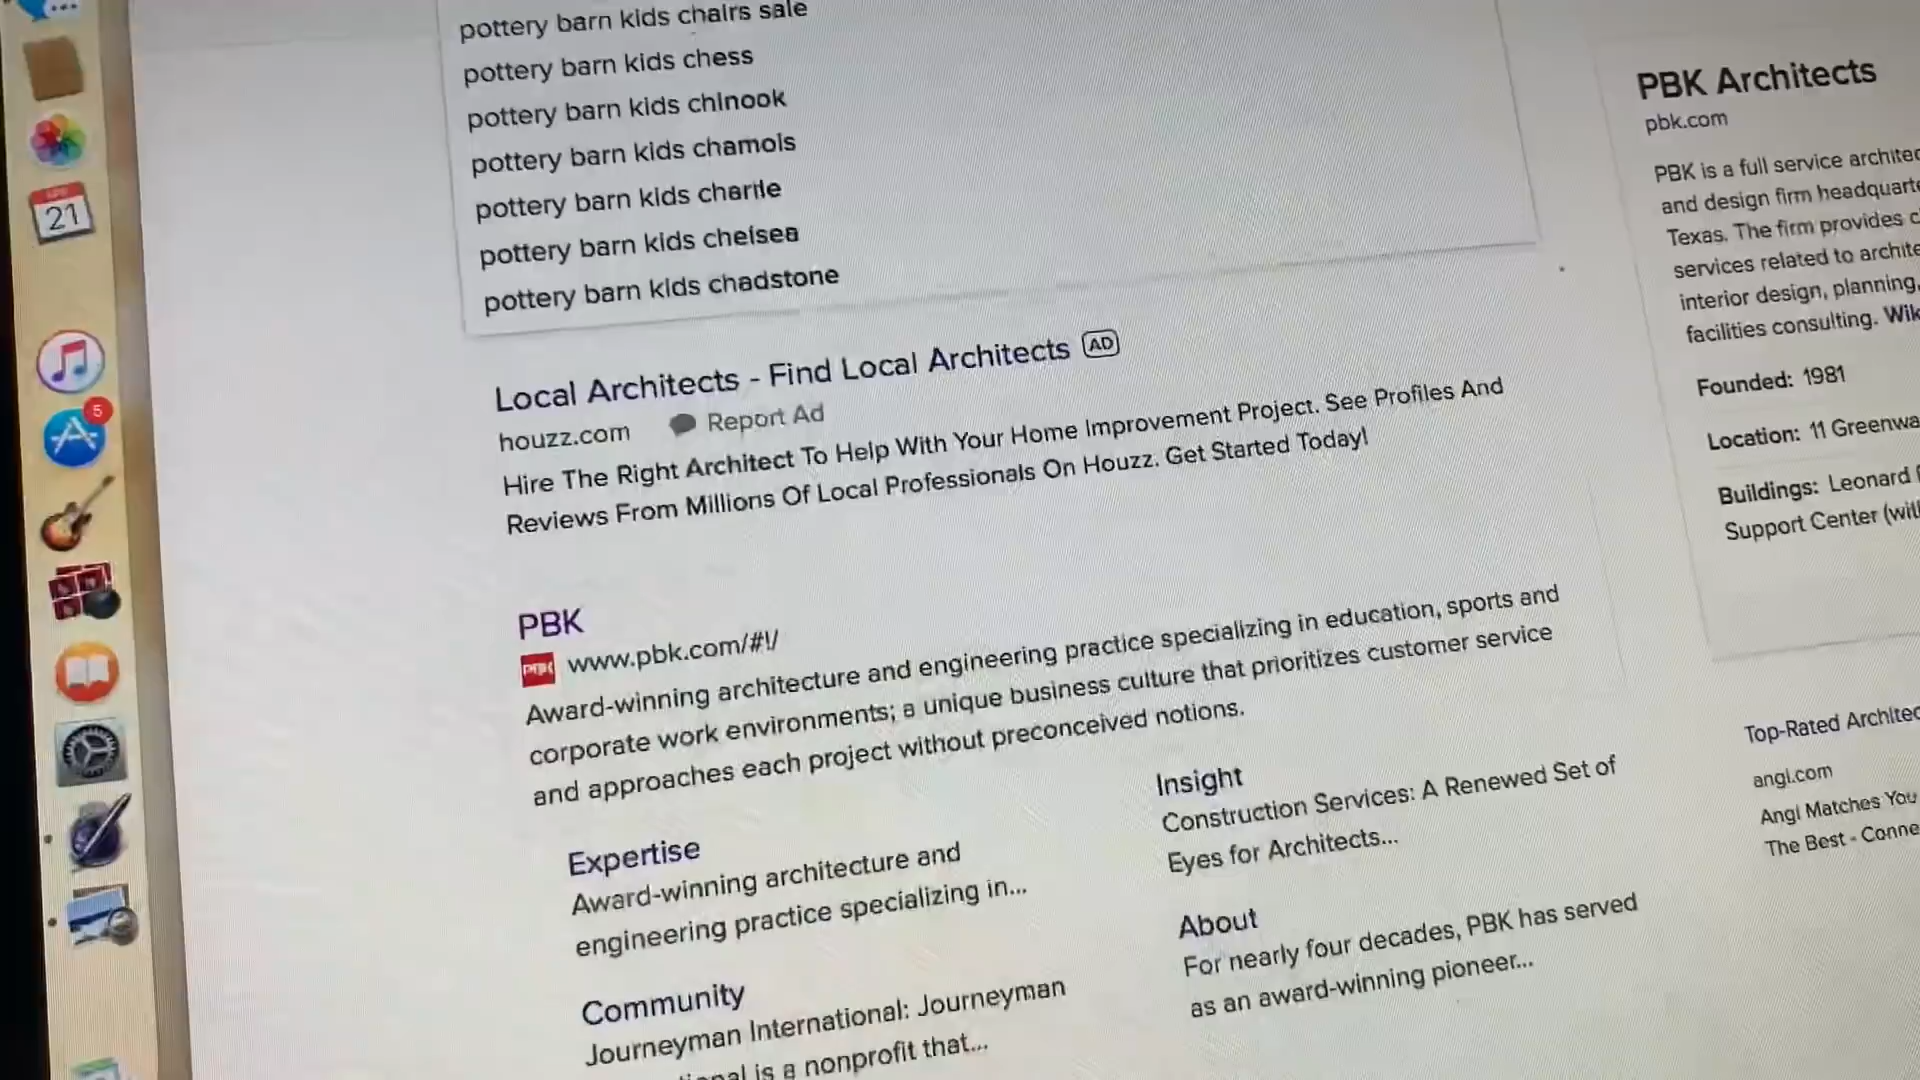 pottery barn kids chairs sale
pottery barn kids chess
pottery barn kids chinook
pottery barn kids chamois
pottery barn kids charlie
pottery barn kids chelsea
pottery barn kids chadstone
Local Architects - Find Local Architects AD
houzz.com Report Ad
Hire The Right Architect To Help With Your Home Improvement Project. See Profiles And
Reviews From Millions Of Local Professionals On Houzz. Get Started Today!
PBK
PBK www.pbk.com/#!/
Award-winning architecture and engineering practice specializing in education, sports and
corporate work environments; a unique business culture that prioritizes customer service
and approaches each project without preconceived notions.
Expertise
Award-winning architecture and
engineering practice specializing in...
Community
Journeyman International: Journeyman
is a nonprofit that...
Insight
Construction Services: A Renewed Set of
Eyes for Architects...
About
For nearly four decades, PBK has served
as an award-winning pioneer...
PBK Architects
pbk.com
PBK is a full service
and design firm
Texas. The firm provides
services related to
interior design, planning,
facilities consulting.
Founded: 1981
Location: 11
Buildings: Leonard
Support Center
Top-Rated
angi.com
Angi Matches You
The Best -
21
5